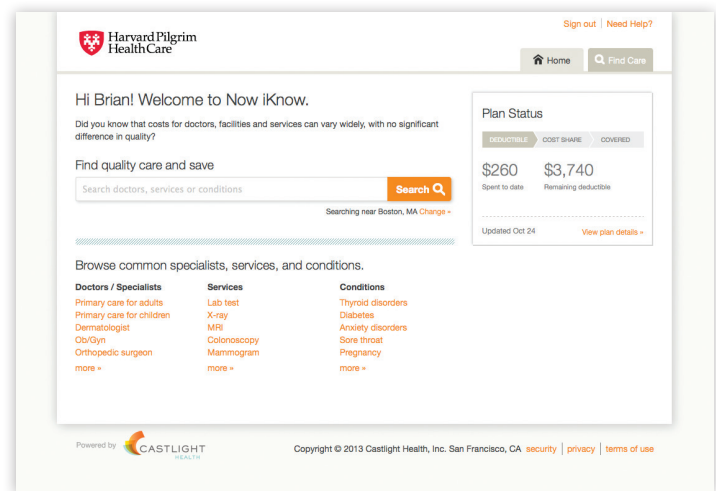 Harvard Pilgrim
HealthCare
Sign out | Need Help?
Home
Find Care
Hi Brian! Welcome to Now iKnow.
Did you know that costs for doctors, facilities and services can vary widely, with no significant
difference in quality?
Find quality care and save
Search doctors, services or conditions
Search
Searching near Boston, MA Change »
Plan Status
DEDUCTIBLE
COST SHARE
COVERED
$260
$3,740
Spent to date
Remaining deductible
Updated Oct 24
View plan details »
Browse common specialists, services, and conditions.
Doctors / Specialists
Primary care for adults
Primary care for children
Dermatologist
Ob/Gyn
Orthopedic surgeon
more »
Services
Lab test
X-ray
MRI
Colonoscopy
Mammogram
more »
Conditions
Thyroid disorders
Diabetes
Anxiety disorders
Sore throat
Pregnancy
more »
Powered by
CASTLIGHT
HEALTH
Copyright © 2013 Castlight Health, Inc. San Francisco, CA security | privacy | terms of use